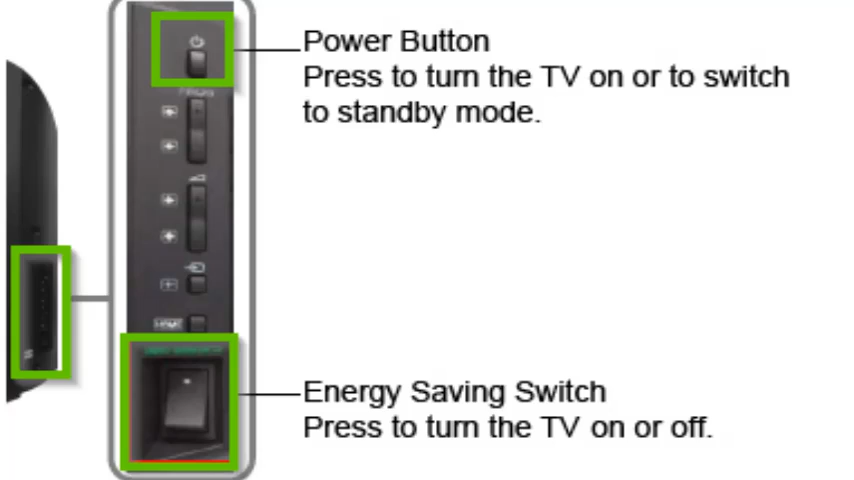 Power Button
Press to turn the TV on or to switch
to standby mode.
HOME
Energy Saving Switch
Press to turn the TV on or off.